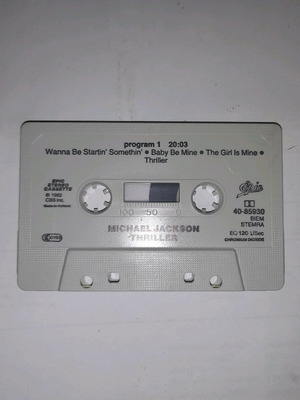 program 1 20:03
Wanna Be Startin' Somethin' • Baby Be Mine • The Girl Is Mine •
Thriller
EPIC
STEREO
CASSETTE
℗ 1982
CBS Inc.
Made in Holland
Epic
40-85930
BIEM
STEMRA
100 50 0
MICHAEL JACKSON
THRILLER
EQ 120 µSec
CHROMIUM DIOXIDE